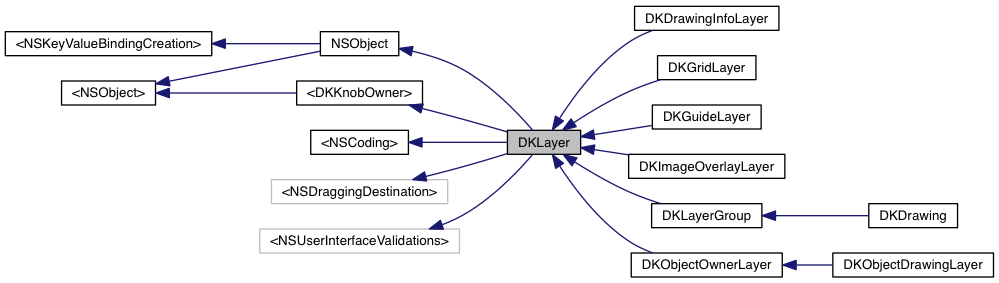 <NSKeyValueBindingCreation>
NSObject
<NSObject>
<DKKnobOwner>
<NSCoding>
<NSDraggingDestination>
<NSUserInterfaceValidations>
DKLayer
DKDrawingInfoLayer
DKGridLayer
DKGuideLayer
DKImageOverlayLayer
DKLayerGroup
DKDrawing
DKObjectOwnerLayer
DKObjectDrawingLayer